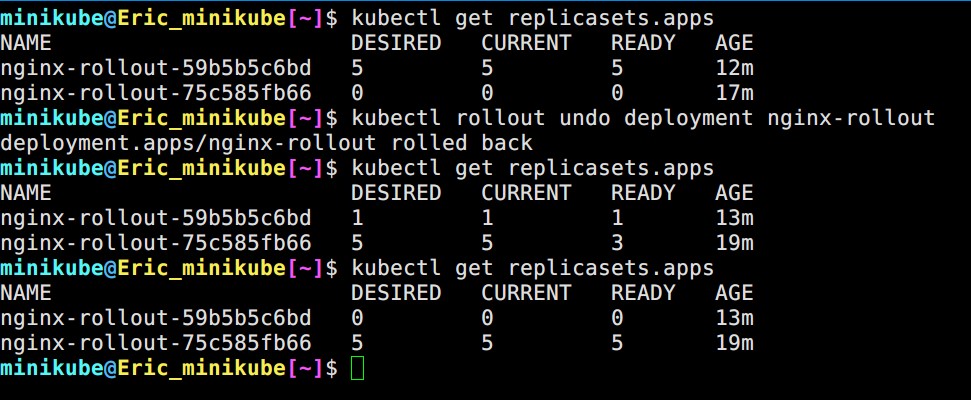 minikube@Eric_minikube[~]$ kubectl get replicasets.apps
NAME                       DESIRED   CURRENT   READY   AGE
nginx-rollout-59b5b5c6bd   5         5         5       12m
nginx-rollout-75c585fb66   0         0         0       17m
minikube@Eric_minikube[~]$ kubectl rollout undo deployment nginx-rollout
deployment.apps/nginx-rollout rolled back
minikube@Eric_minikube[~]$ kubectl get replicasets.apps
NAME                       DESIRED   CURRENT   READY   AGE
nginx-rollout-59b5b5c6bd   1         1         1       13m
nginx-rollout-75c585fb66   5         5         3       19m
minikube@Eric_minikube[~]$ kubectl get replicasets.apps
NAME                       DESIRED   CURRENT   READY   AGE
nginx-rollout-59b5b5c6bd   0         0         0       13m
nginx-rollout-75c585fb66   5         5         5       19m
minikube@Eric_minikube[~]$